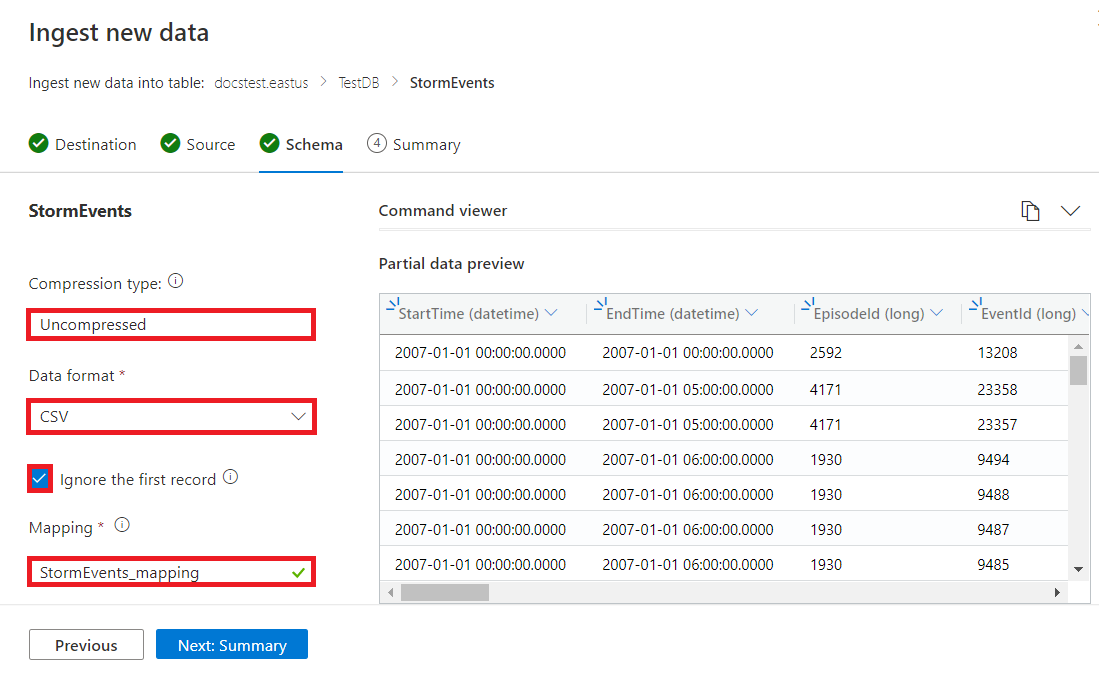 Ingest new data
Ingest new data into table: docstest.eastus > TestDB > StormEvents
Destination Source Schema 4 Summary
StormEvents
Compression type:
Uncompressed
Data format *
CSV
Ignore the first record
Mapping *
StormEvents_mapping
Command viewer
Partial data preview
StartTime (datetime) EndTime (datetime) EpisodeId (long) EventId (long)
2007-01-01 00:00:00.0000 2007-01-01 00:00:00.0000 2592 13208
2007-01-01 00:00:00.0000 2007-01-01 05:00:00.0000 4171 23358
2007-01-01 00:00:00.0000 2007-01-01 05:00:00.0000 4171 23357
2007-01-01 00:00:00.0000 2007-01-01 06:00:00.0000 1930 9494
2007-01-01 00:00:00.0000 2007-01-01 06:00:00.0000 1930 9488
2007-01-01 00:00:00.0000 2007-01-01 06:00:00.0000 1930 9487
2007-01-01 00:00:00.0000 2007-01-01 06:00:00.0000 1930 9485
Previous Next: Summary